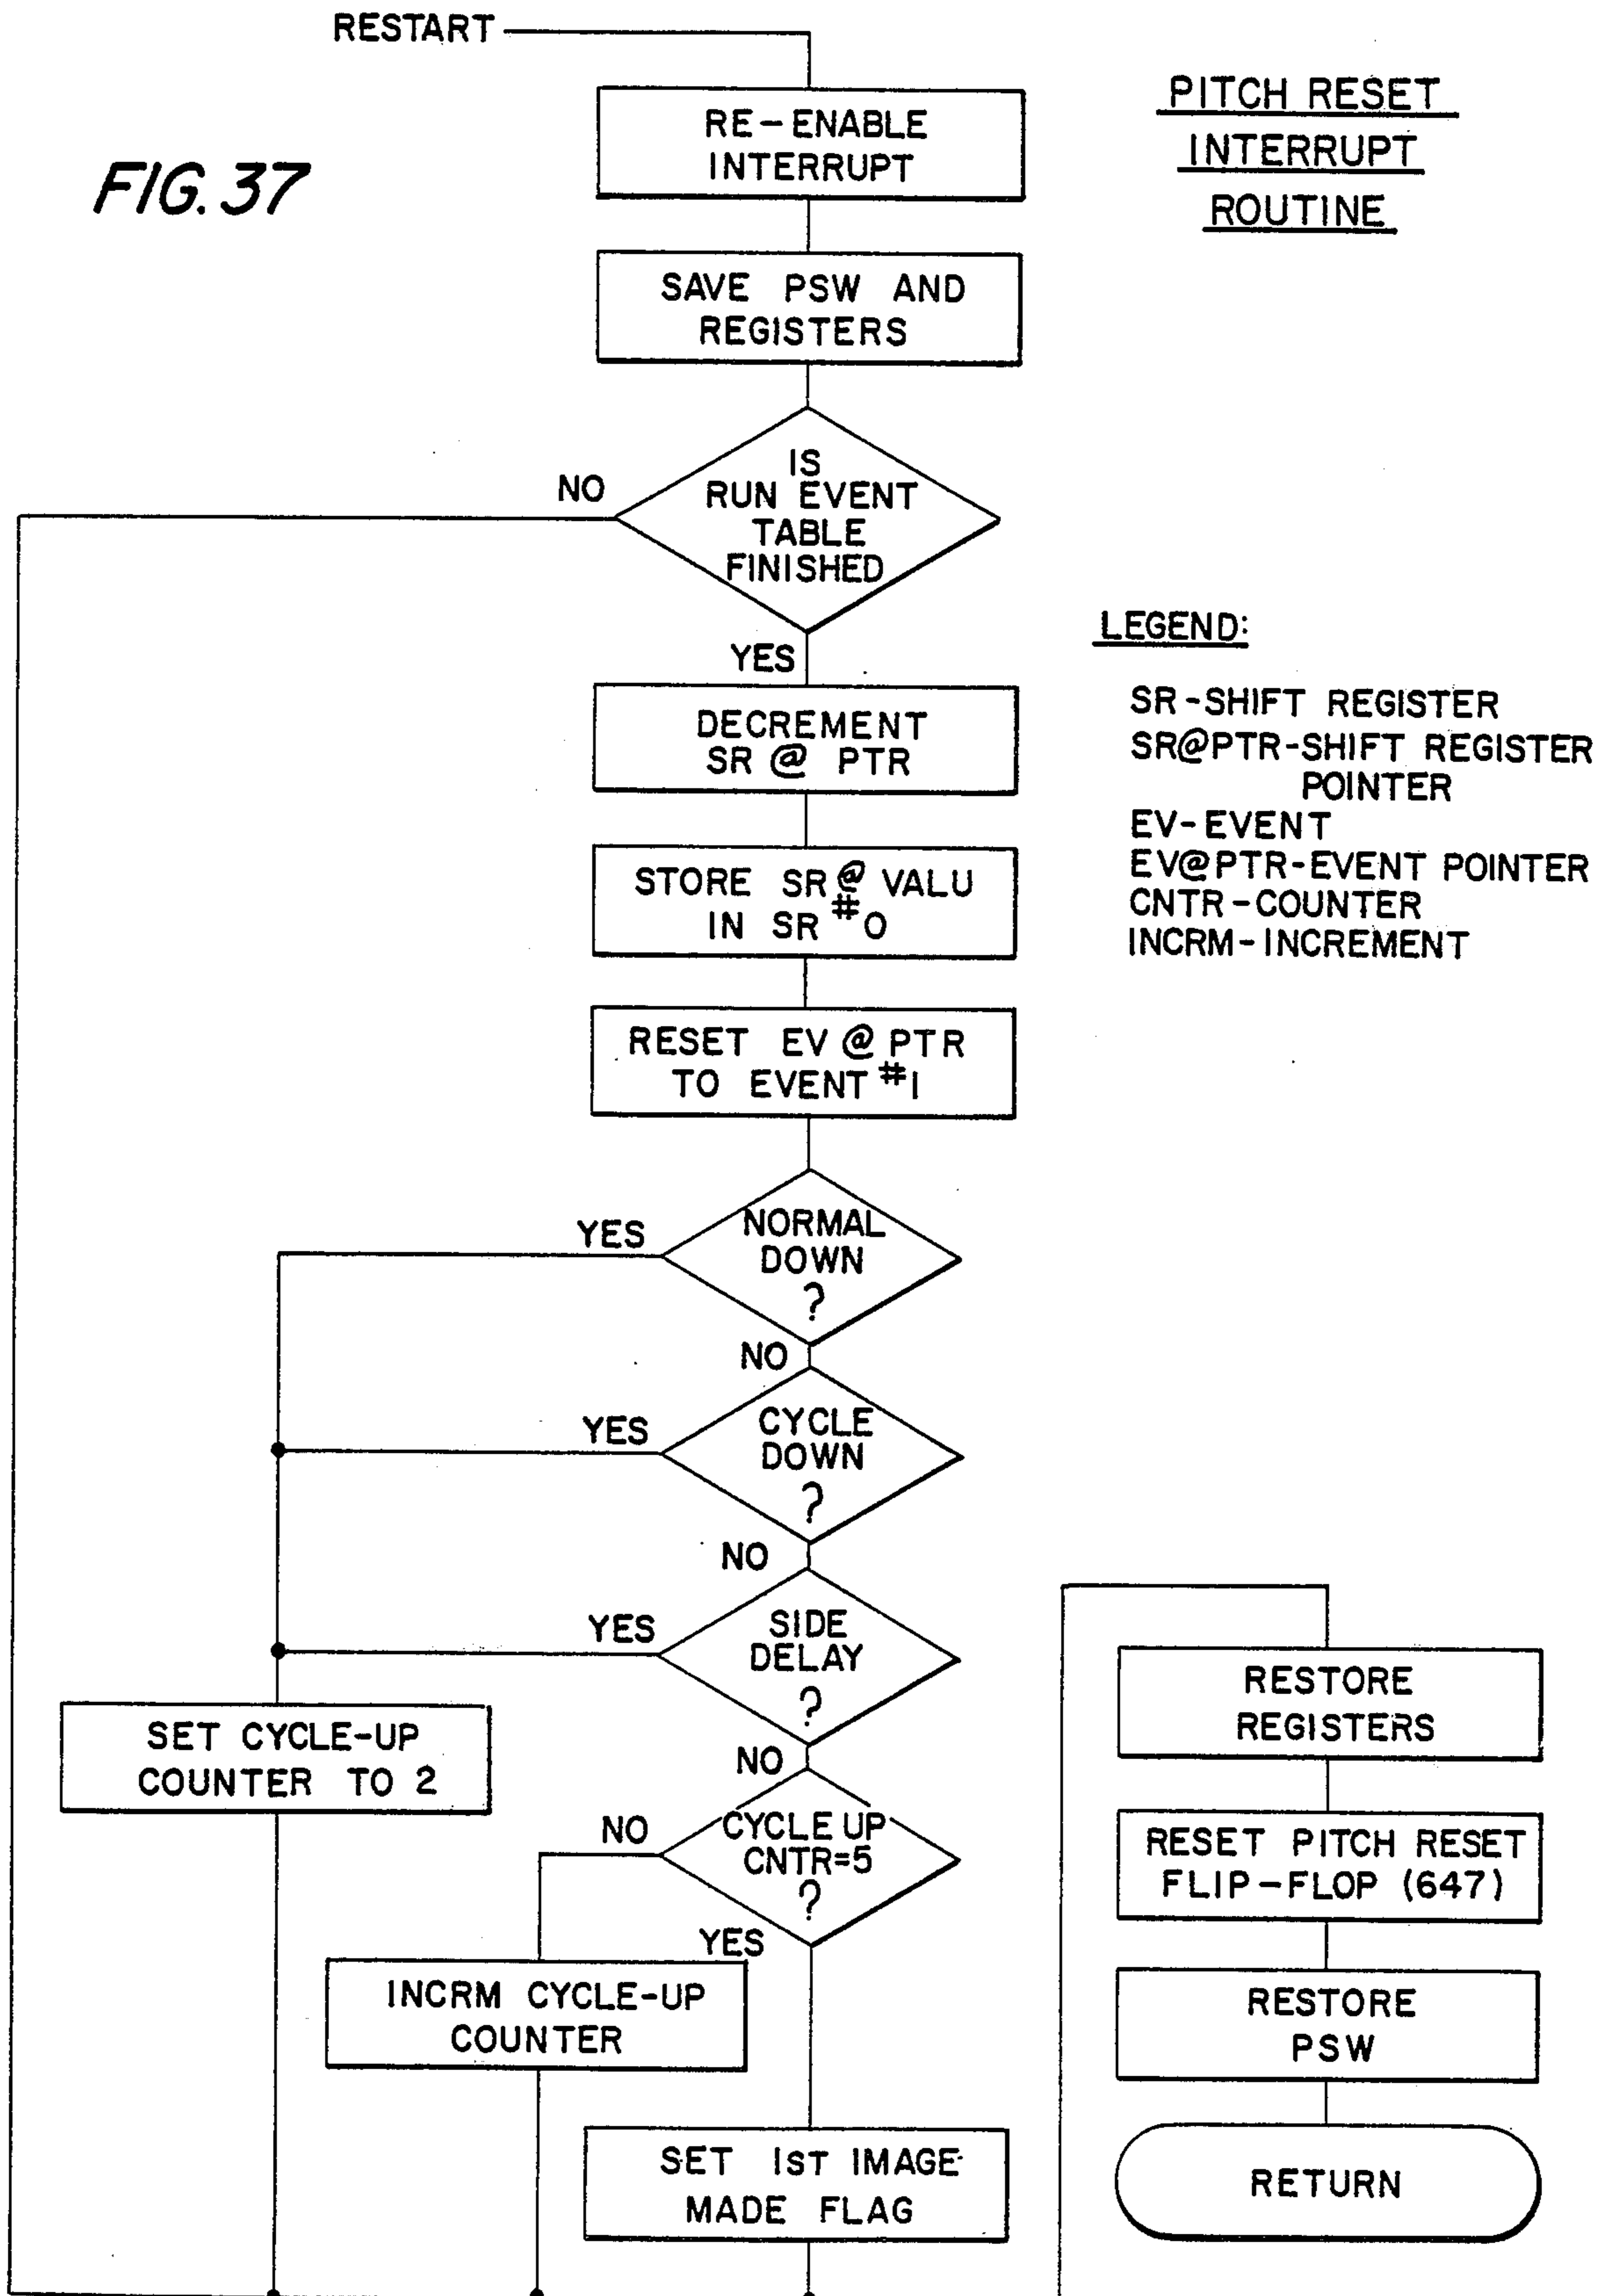 RESTART
PITCH RESET
INTERRUPT
ROUTINE
FIG. 37
RE-ENABLE
INTERRUPT
SAVE PSW AND
REGISTERS
IS
RUN EVENT
TABLE
FINISHED
NO
YES
LEGEND:
SR-SHIFT REGISTER
SR@PTR-SHIFT REGISTER
POINTER
EV-EVENT
EV@PTR-EVENT POINTER
CNTR-COUNTER
INCRM-INCREMENT
DECREMENT
SR @ PTR
STORE SR @ VALU
IN SR #0
RESET EV @ PTR
TO EVENT #1
NORMAL
DOWN
?
YES
NO
CYCLE
DOWN
?
YES
NO
SIDE
DELAY
?
YES
NO
SET CYCLE-UP
COUNTER TO 2
CYCLE UP
CNTR=5
?
NO
YES
INCRM CYCLE-UP
COUNTER
SET 1ST IMAGE
MADE FLAG
RESTORE
REGISTERS
RESET PITCH RESET
FLIP-FLOP (647)
RESTORE
PSW
RETURN